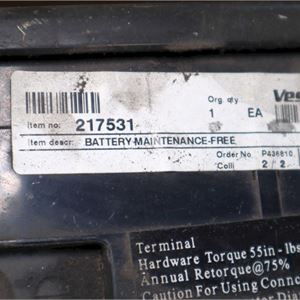 Org. qty
1 EA
Item no: 217531
Item descr: BATTERY MAINTENANCE-FREE
Order No P436810
Colli 2 / 2
Terminal
Hardware Torque 55in-lbs
Annual Retorque@75%
Caution For Using Conne